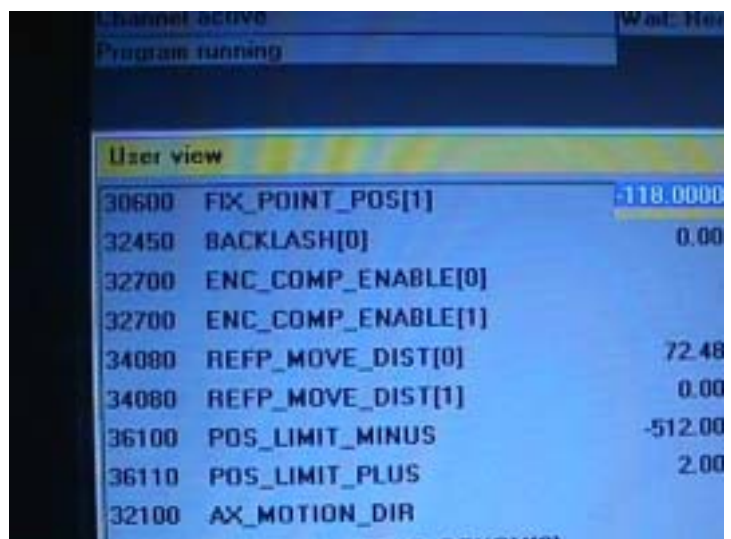 Channel active Wait:
Program running
User view
30600 FIX_POINT_POS[1] -118.0000
32450 BACKLASH[0] 0.00
32700 ENC_COMP_ENABLE[0]
32700 ENC_COMP_ENABLE[1]
34080 REFP_MOVE_DIST[0] 72.48
34080 REFP_MOVE_DIST[1] 0.00
36100 POS_LIMIT_MINUS -512.00
36110 POS_LIMIT_PLUS 2.00
32100 AX_MOTION_DIR